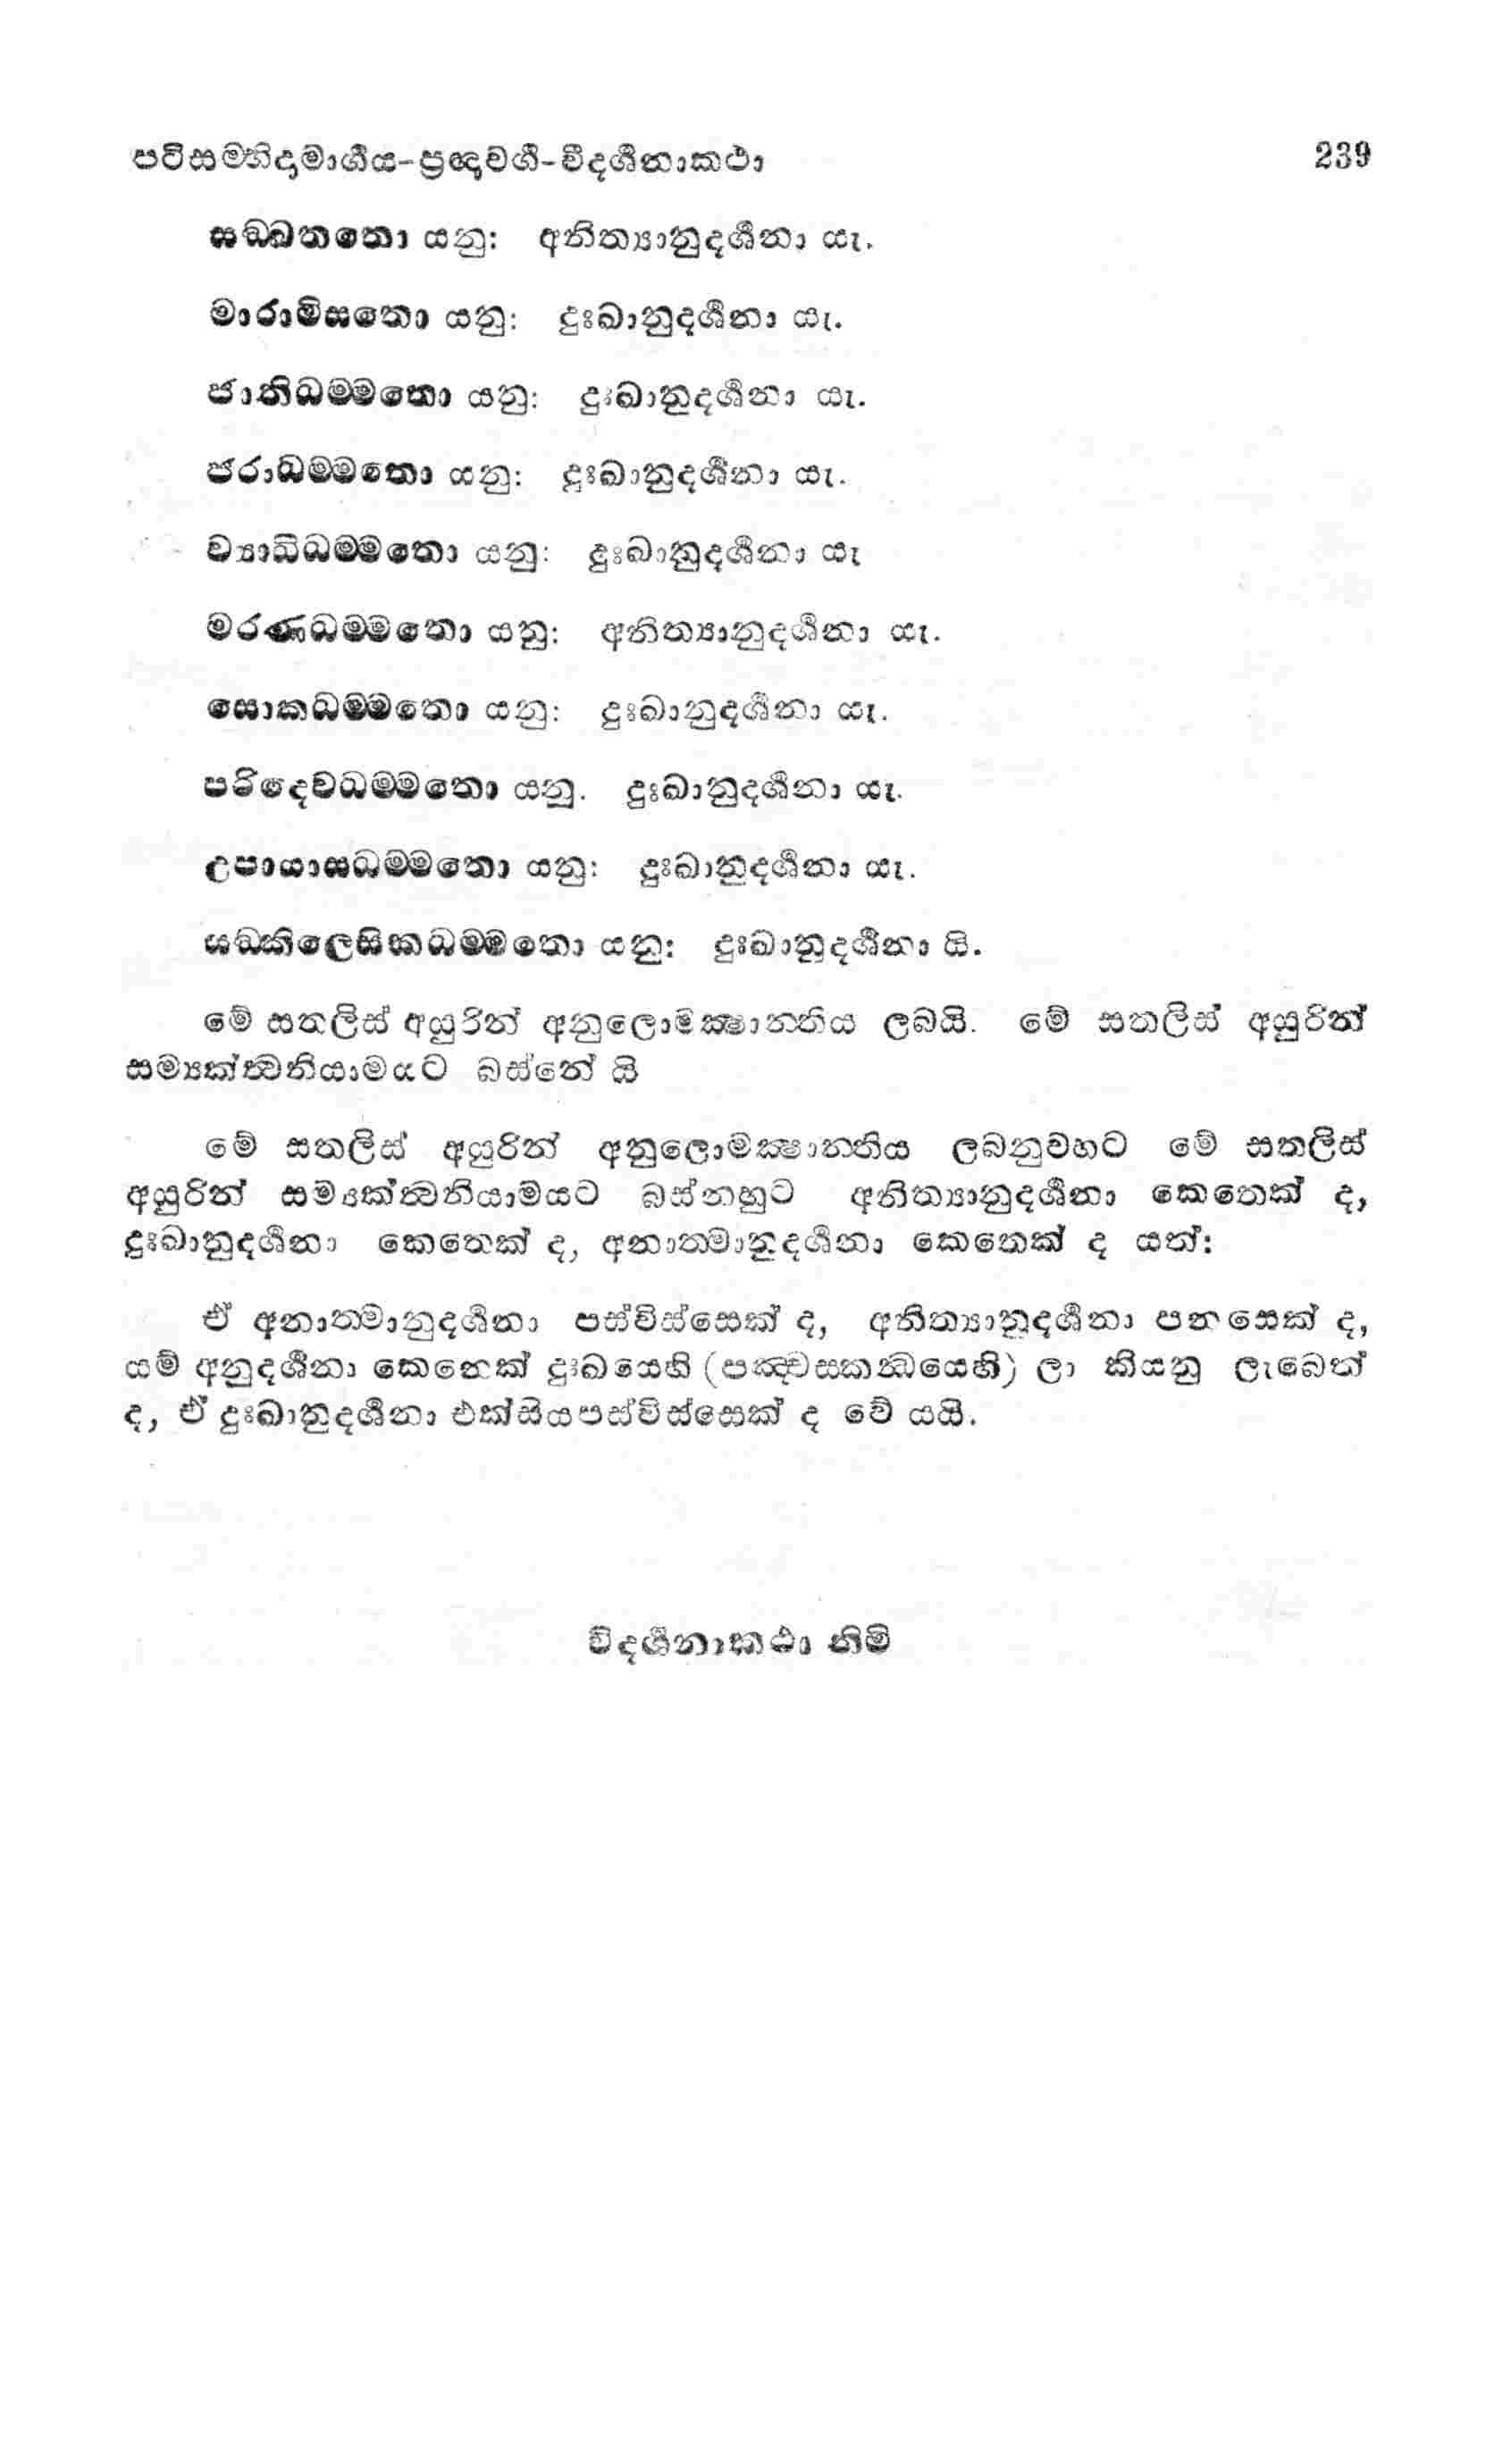 පටිසම්භිදාමාර්ගය-ප්‍රඥාවර්ග-විදර්ශනාකථා 239
සඞ්ඛතතො යනු: අනිත්‍යානුදර්ශනා යැ.
මාරාමිසතො යනු: දුඃඛානුදර්ශනා යැ.
ජාතිධම්මතො යනු: දුඃඛානුදර්ශනා යැ.
ජරාධම්මතො යනු: දුඃඛානුදර්ශනා යැ.
ව්‍යාධිධම්මතො යනු: දුඃඛානුදර්ශනා යැ
මරණධම්මතො යනු: අනිත්‍යානුදර්ශනා යැ.
සොකධම්මතො යනු: දුඃඛානුදර්ශනා යැ.
පරිදෙවධම්මතො යනු. දුඃඛානුදර්ශනා යැ.
උපායාසධම්මතො යනු: දුඃඛානුදර්ශනා යැ.
සඞ්කිලෙසිකධම්මතො යනු: දුඃඛානුදර්ශනා යි.
මේ සතලිස් අයුරින් අනුලොමක්‍ෂාන්තිය ලබයි. මේ සතලිස් අයුරින්
සම්‍යක්ත්‍වනියාමයට බස්නේ යි
මේ සතලිස් අයුරින් අනුලොමක්‍ෂාන්තිය ලබනුවහට මේ සතලිස්
අයුරින් සම්‍යක්ත්‍වනියාමයට බස්නහුට අනිත්‍යානුදර්ශනා කෙතෙක් ද,
දුඃඛානුදර්ශනා කෙතෙක් ද, අනාත්මානුදර්ශනා කෙතෙක් ද යත්:
ඒ අනාත්මානුදර්ශනා පස්විස්සෙක් ද, අනිත්‍යානුදර්ශනා පනසෙක් ද,
යම් අනුදර්ශනා කෙනෙක් දුඃඛයෙහි (පඤ්චස්කන්‍ධයෙහි) ලා කියනු ලැබෙත්
ද, ඒ දුඃඛානුදර්ශනා එක්සියපස්විස්සෙක් ද වේ යයි.
විදර්ශනාකථා නිමි